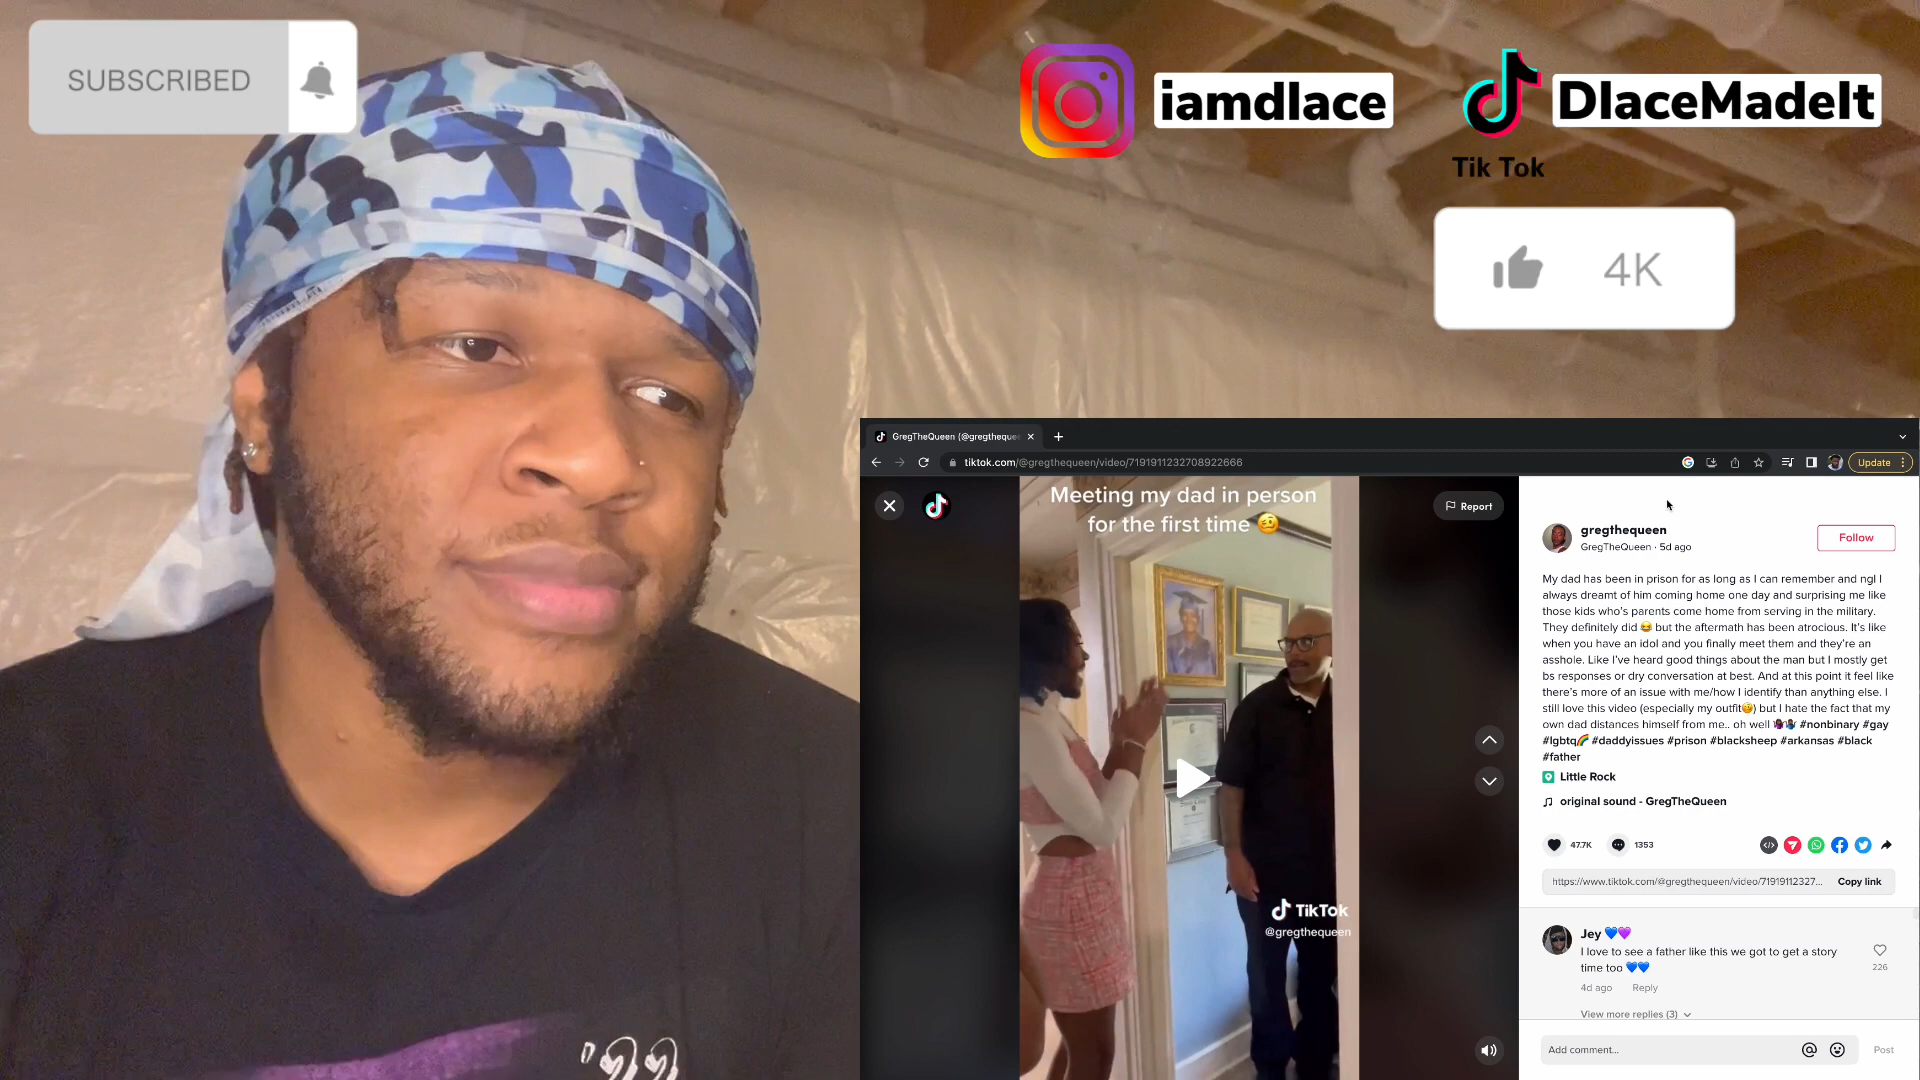 SUBSCRIBED
iamdlace
DlaceMadeIt
Tik Tok
4K
GregTheQueen (@gregtheque
tiktok.com/@gregthequeen/video/7191911232708922666
Update
Meeting my dad in person
for the first time 🥴
Report
TikTok
@gregthequeen
gregthequeen
GregTheQueen · 5d ago
Follow
My dad has been in prison for as long as I can remember and ngl I
always dreamt of him coming home one day and surprising me like
those kids who's parents come home from serving in the military.
They definitely did 😂 but the aftermath has been atrocious. It's like
when you have an idol and you finally meet them and they're an
asshole. Like I've heard good things about the man but I mostly get
bs responses or dry conversation at best. And at this point it feel like
there's more of an issue with me/how I identify than anything else. I
still love this video (especially my outfit😋) but I hate the fact that my
own dad distances himself from me.. oh well #nonbinary #gay
#lgbtq🌈 #daddyissues #prison #blacksheep #arkansas #black
#father
Little Rock
original sound - GregTheQueen
47.7K
1353
https://www.tiktok.com/@gregthequeen/video/71919112327...
Copy link
Jey 💙💜
I love to see a father like this we got to get a story
time too 💙💙
226
4d ago
Reply
View more replies (3)
Add comment...
Post